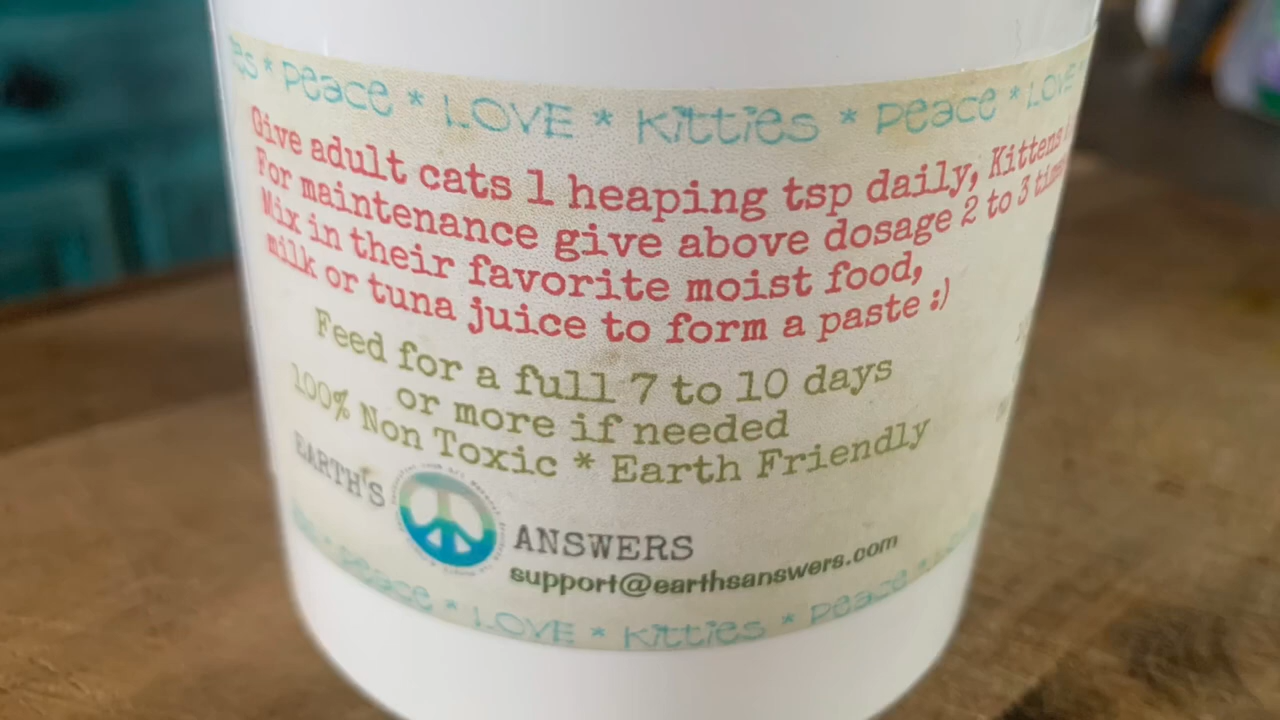 * Peace * LOVE * Kitties * Peace * LOVE
Give adult cats 1 heaping tsp daily, Kittens
For maintenance give above dosage 2 to 3
Mix in their favorite moist food,
milk or tuna juice to form a paste :)
Feed for a full 7 to 10 days
or more if needed
100% Non Toxic * Earth Friendly
EARTH'S ANSWERS
support@earthsanswers.com
* Peace * LOVE * Kitties * Peace *